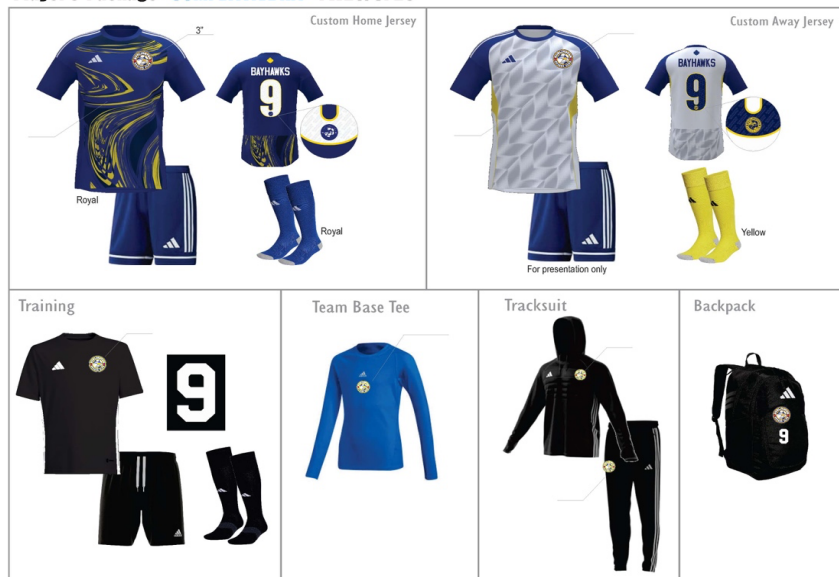 Custom Home Jersey
3"
BAYHAWKS
9
Royal
Royal
Custom Away Jersey
BAYHAWKS
9
Yellow
For presentation only
Training
9
Team Base Tee
Tracksuit
Backpack
9